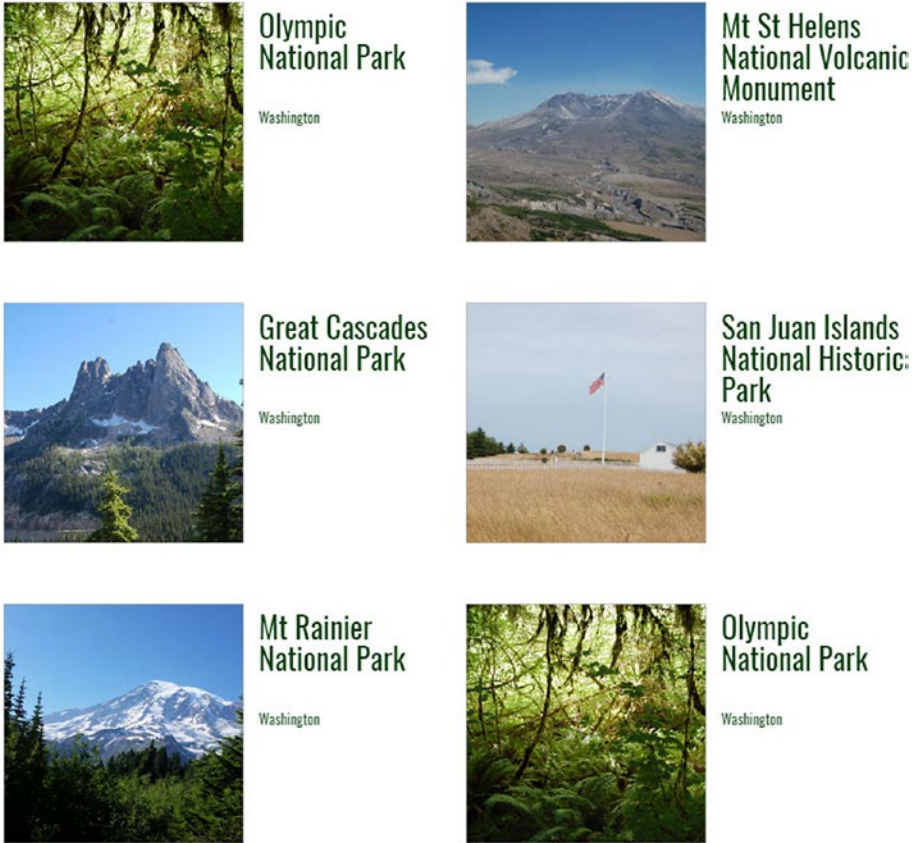 Olympic
National Park
Washington
Mt St Helens
National Volcanic
Monument
Washington
Great Cascades
National Park
Washington
San Juan Islands
National Historic
Park
Washington
Mt Rainier
National Park
Washington
Olympic
National Park
Washington